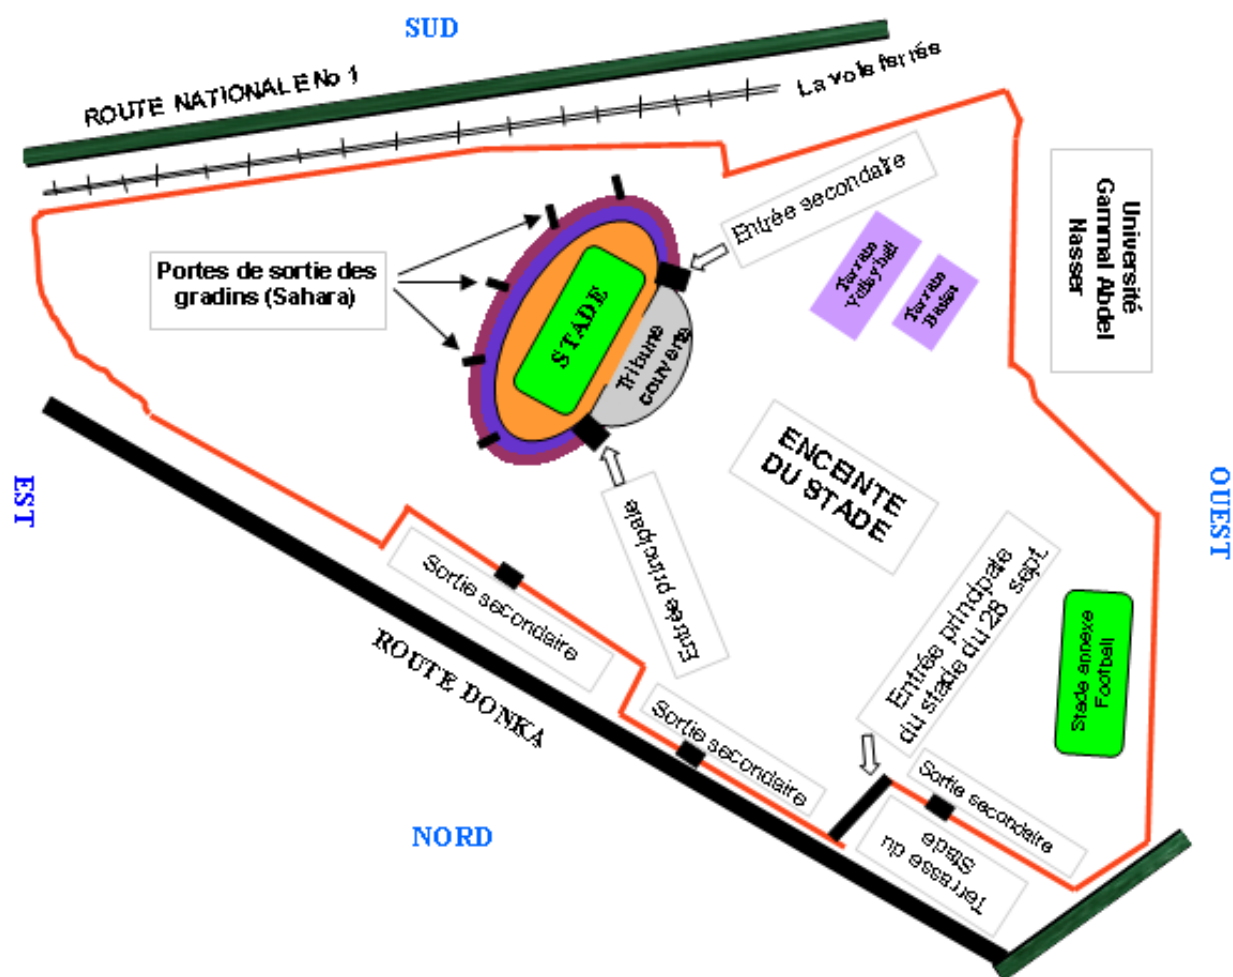 SUD
ROUTE NATIONALE No 1
La voie ferrée
Entrée secondaire
Université
Gammal Abdel
Nasser
Portes de sortie des
gradins (Sahara)
STADE
Tribune
couverte
Terrain
Volleyball
Terrain
Basket
ENCEINTE
DU STADE
EST
OUEST
Entrée principale
Entrée principale
du stade du 28 sept.
Stade annexe
Football
Sortie secondaire
ROUTE DONKA
Sortie secondaire
Sortie secondaire
Terrasse du
Stade
NORD